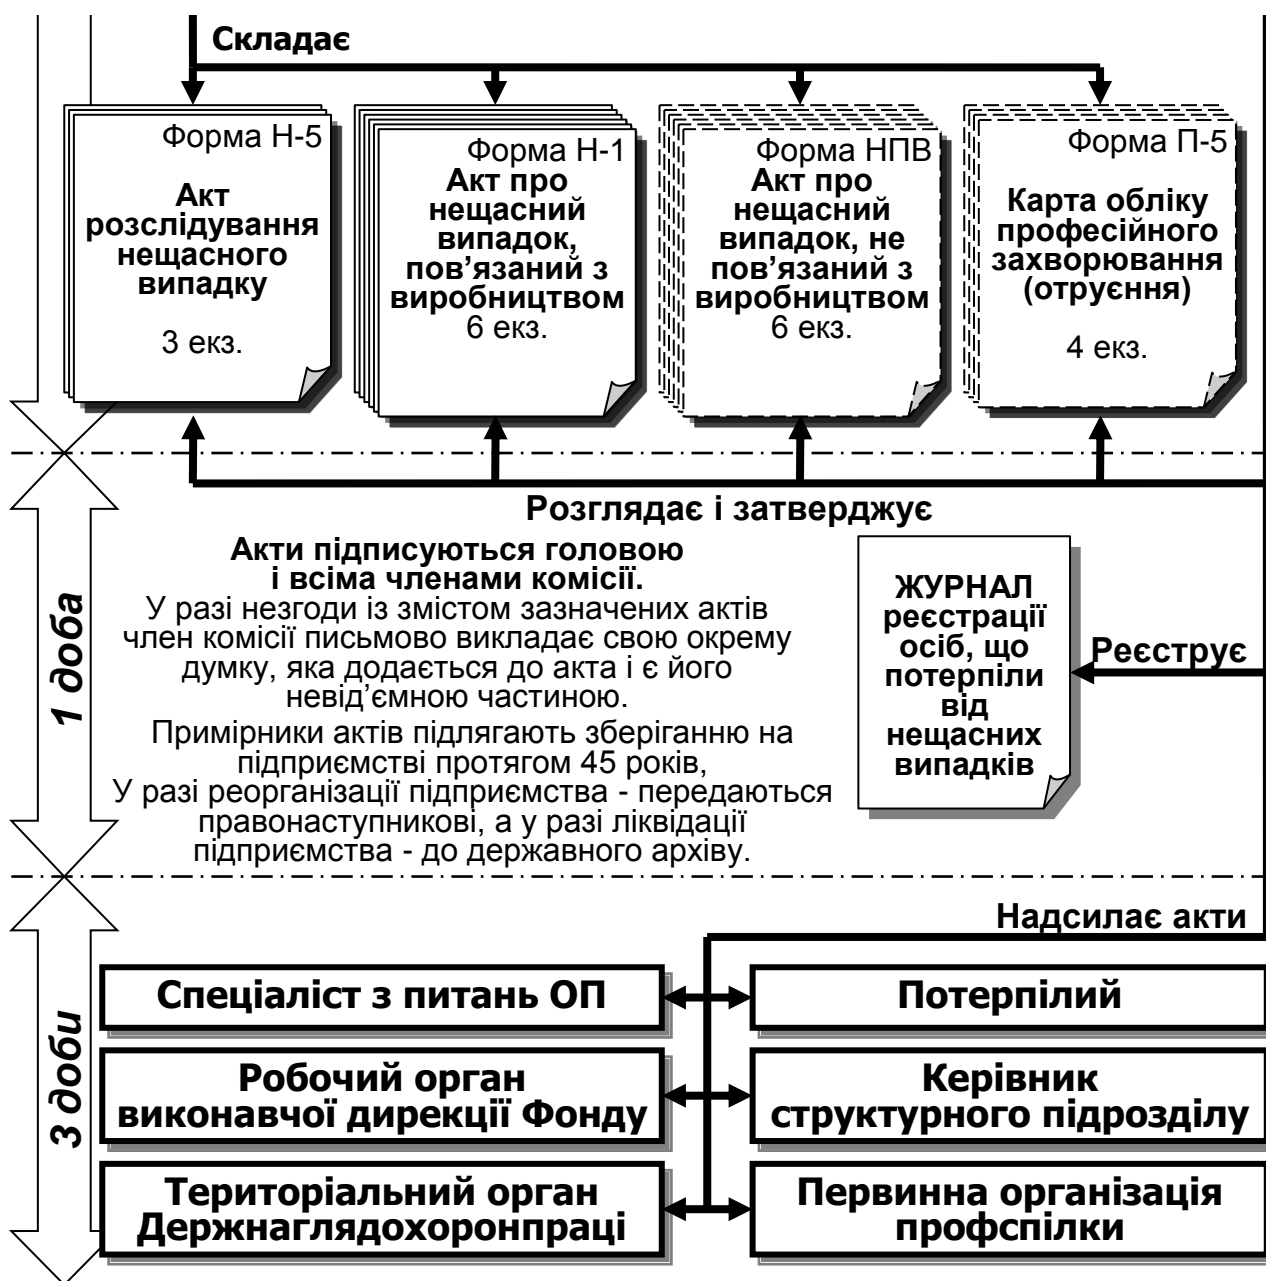 Складає
Форма Н-5
Акт
розслідування
нещасного
випадку
3 екз.
Форма Н-1
Акт про
нещасний
випадок,
пов’язаний з
виробництвом
6 екз.
Форма НПВ
Акт про
нещасний
випадок, не
пов’язаний з
виробництвом
6 екз.
Форма П-5
Карта обліку
професійного
захворювання
(отруєння)
4 екз.
Розглядає і затверджує
1 доба
Акти підписуються головою
і всіма членами комісії.
У разі незгоди із змістом зазначених актів
член комісії письмово викладає свою окрему
думку, яка додається до акта і є його
невід’ємною частиною.
Примірники актів підлягають зберіганню на
підприємстві протягом 45 років,
У разі реорганізації підприємства - передаються
правонаступникові, а у разі ліквідації
підприємства - до державного архіву.
ЖУРНАЛ
реєстрації
осіб, що
потерпіли
від
нещасних
випадків
Реєструє
Надсилає акти
3 доби
Спеціаліст з питань ОП
Потерпілий
Робочий орган
виконавчої дирекції Фонду
Керівник
структурного підрозділу
Територіальний орган
Держнаглядохоронпраці
Первинна організація
профспілки